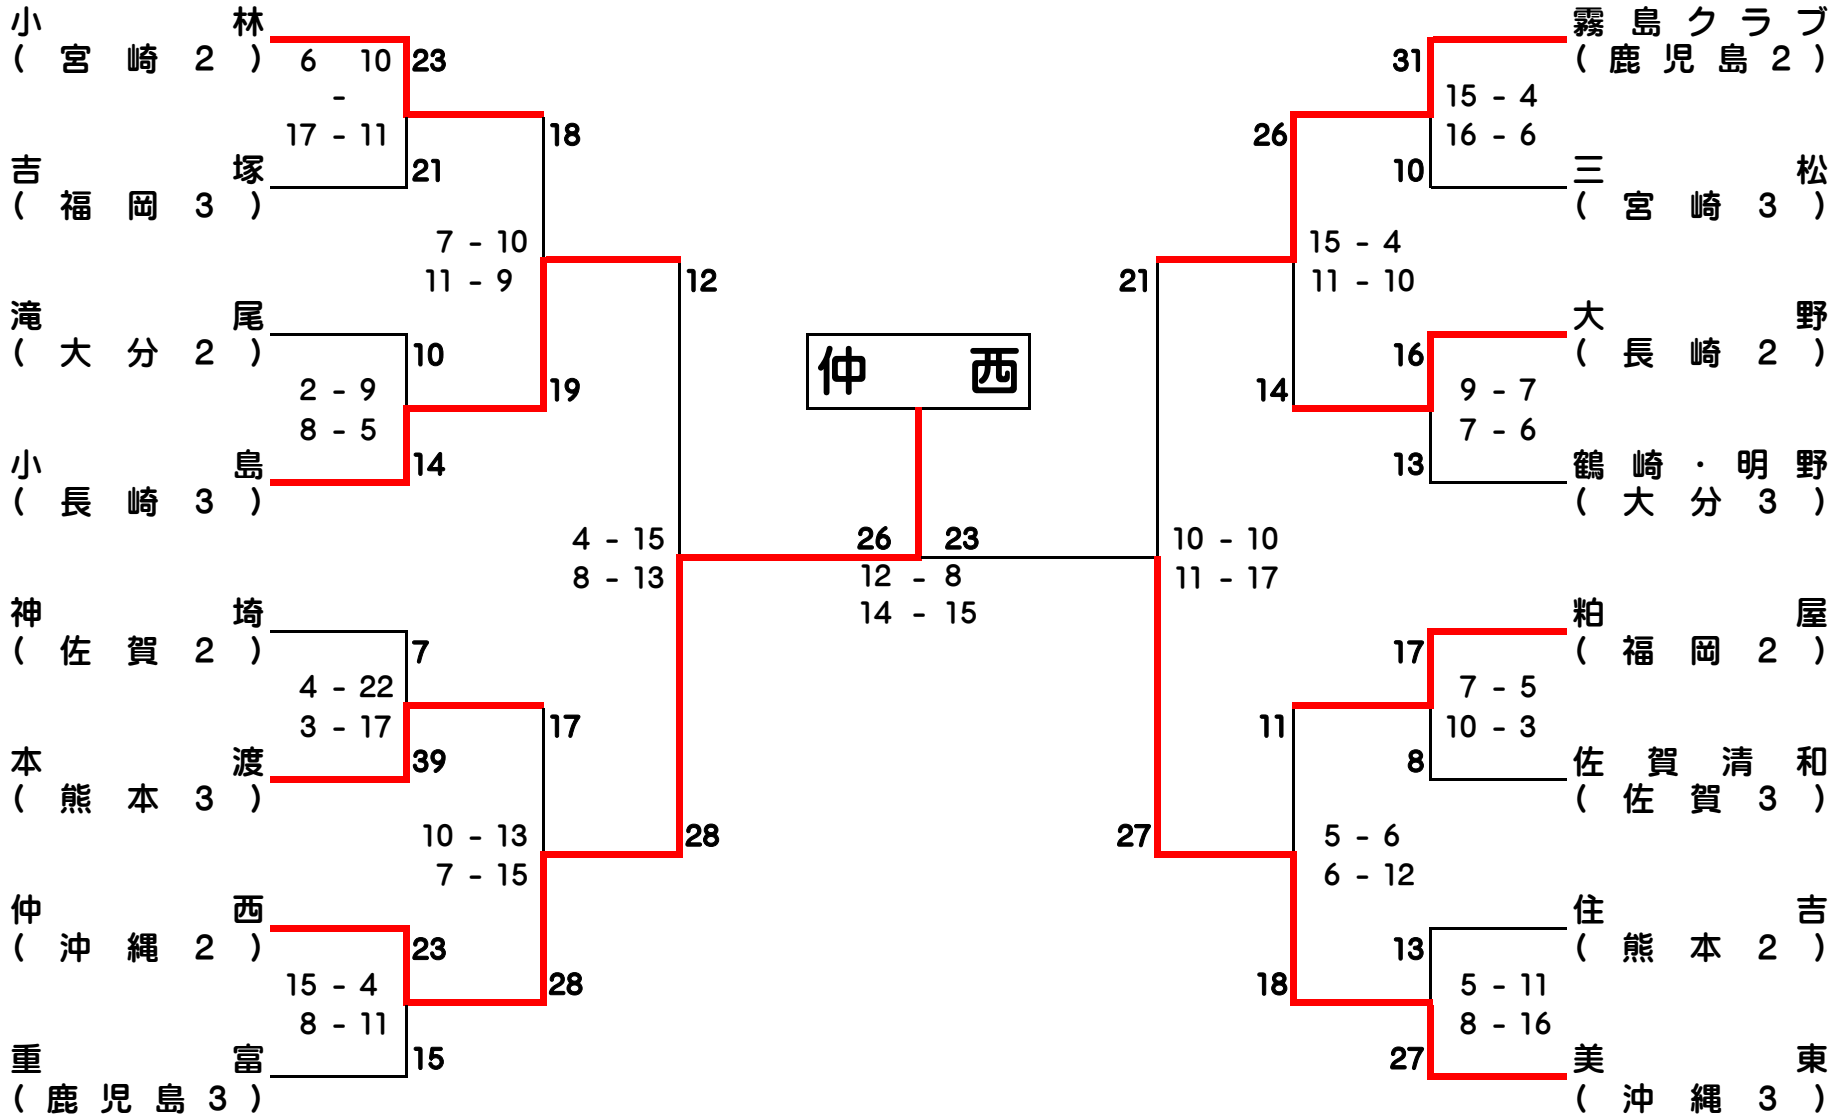 小林
(宮崎2)
6 10
-
17 - 11
23
21
吉塚
(福岡3)
18
7 - 10
11 - 9
19
滝尾
(大分2)
10
2 - 9
8 - 5
14
小島
(長崎3)
12
4 - 15
8 - 13
28
神埼
(佐賀2)
7
4 - 22
3 - 17
39
本渡
(熊本3)
17
10 - 13
7 - 15
28
仲西
(沖縄2)
23
15 - 4
8 - 11
15
重富
(鹿児島3)
仲西
26 23
12 - 8
14 - 15
霧島クラブ
(鹿児島2)
31
15 - 4
16 - 6
10
三松
(宮崎3)
26
15 - 4
11 - 10
14
大野
(長崎2)
16
9 - 7
7 - 6
13
鶴崎・明野
(大分3)
21
10 - 10
11 - 17
27
粕屋
(福岡2)
17
7 - 5
10 - 3
8
佐賀清和
(佐賀3)
11
5 - 6
6 - 12
18
住吉
(熊本2)
13
5 - 11
8 - 16
27
美東
(沖縄3)